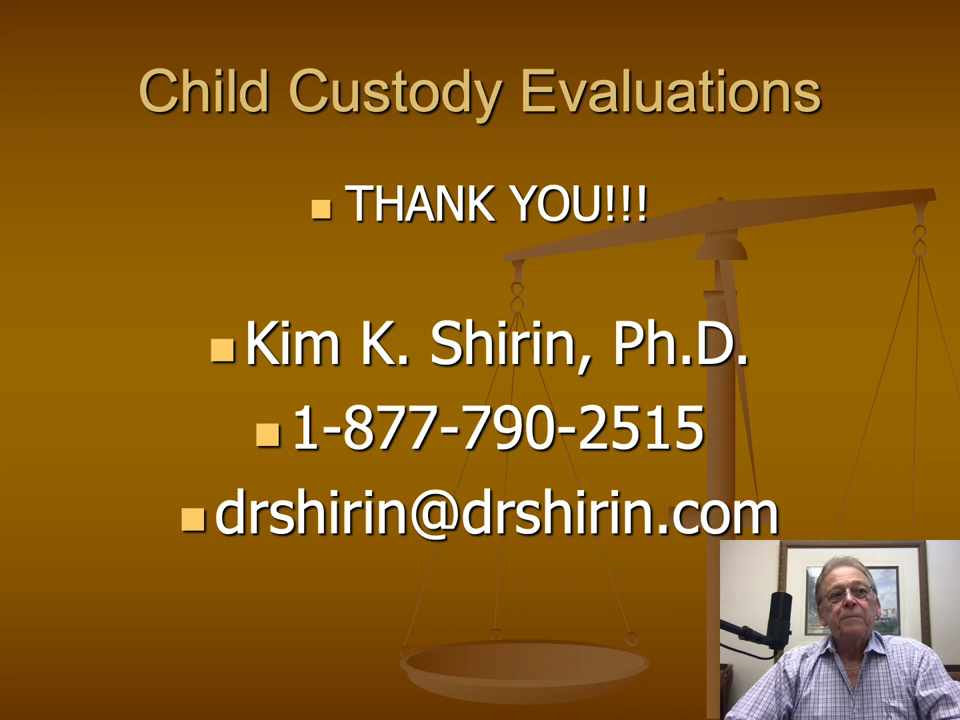 Child Custody Evaluations
THANK YOU!!!
Kim K. Shirin, Ph.D.
1-877-790-2515
drshirin@drshirin.com